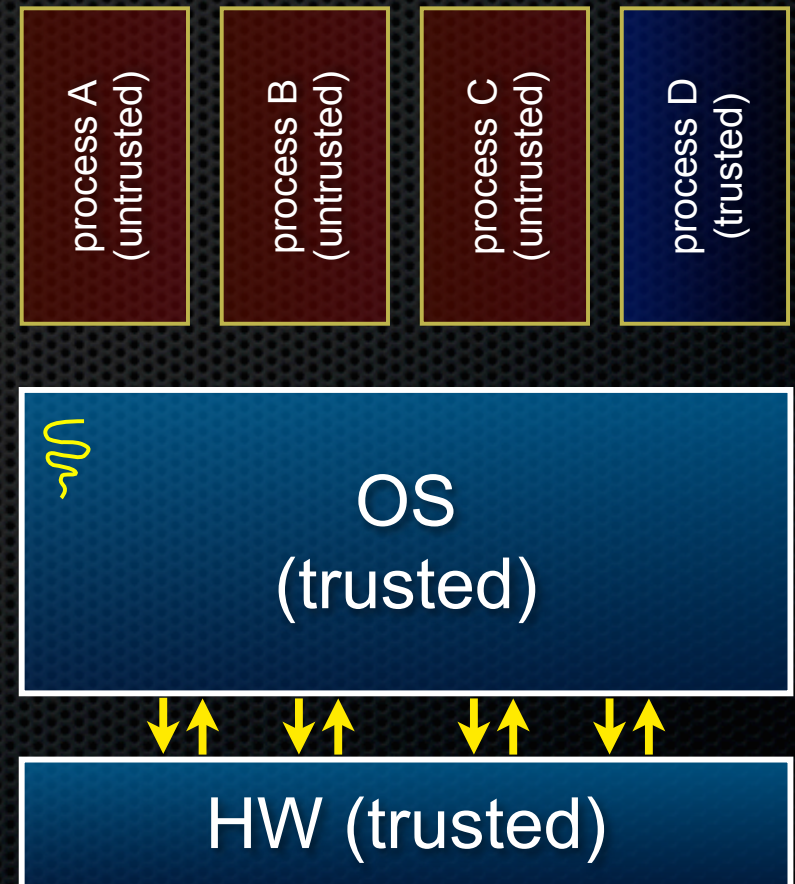 process A
(untrusted)
process B
(untrusted)
process C
(untrusted)
process D
(trusted)
OS
(trusted)
HW (trusted)